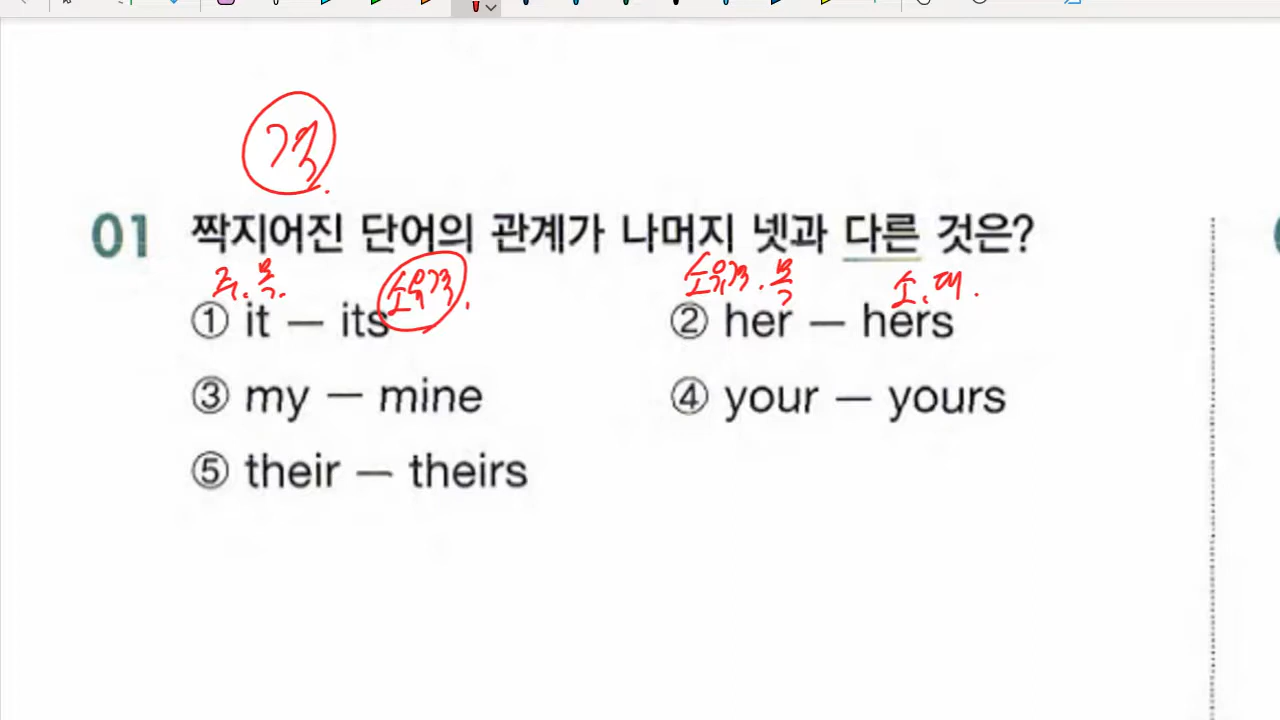 격.
01 짝지어진 단어의 관계가 나머지 넷과 다른 것은?
주. 목. 소유격. 소유격. 목 소. 대.
① it — its ② her — hers
③ my — mine ④ your — yours
⑤ their — theirs